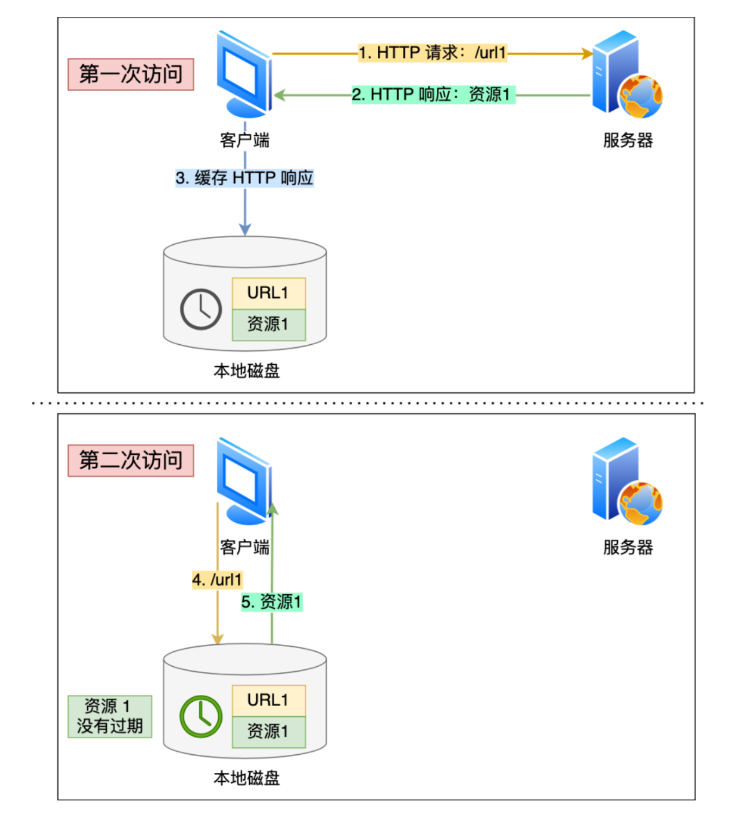 第一次访问
1. HTTP 请求：/url1
2. HTTP 响应：资源1
客户端
服务器
3. 缓存 HTTP 响应
URL1
资源1
本地磁盘
第二次访问
客户端
服务器
4. /url1
5. 资源1
资源 1
没有过期
URL1
资源1
本地磁盘